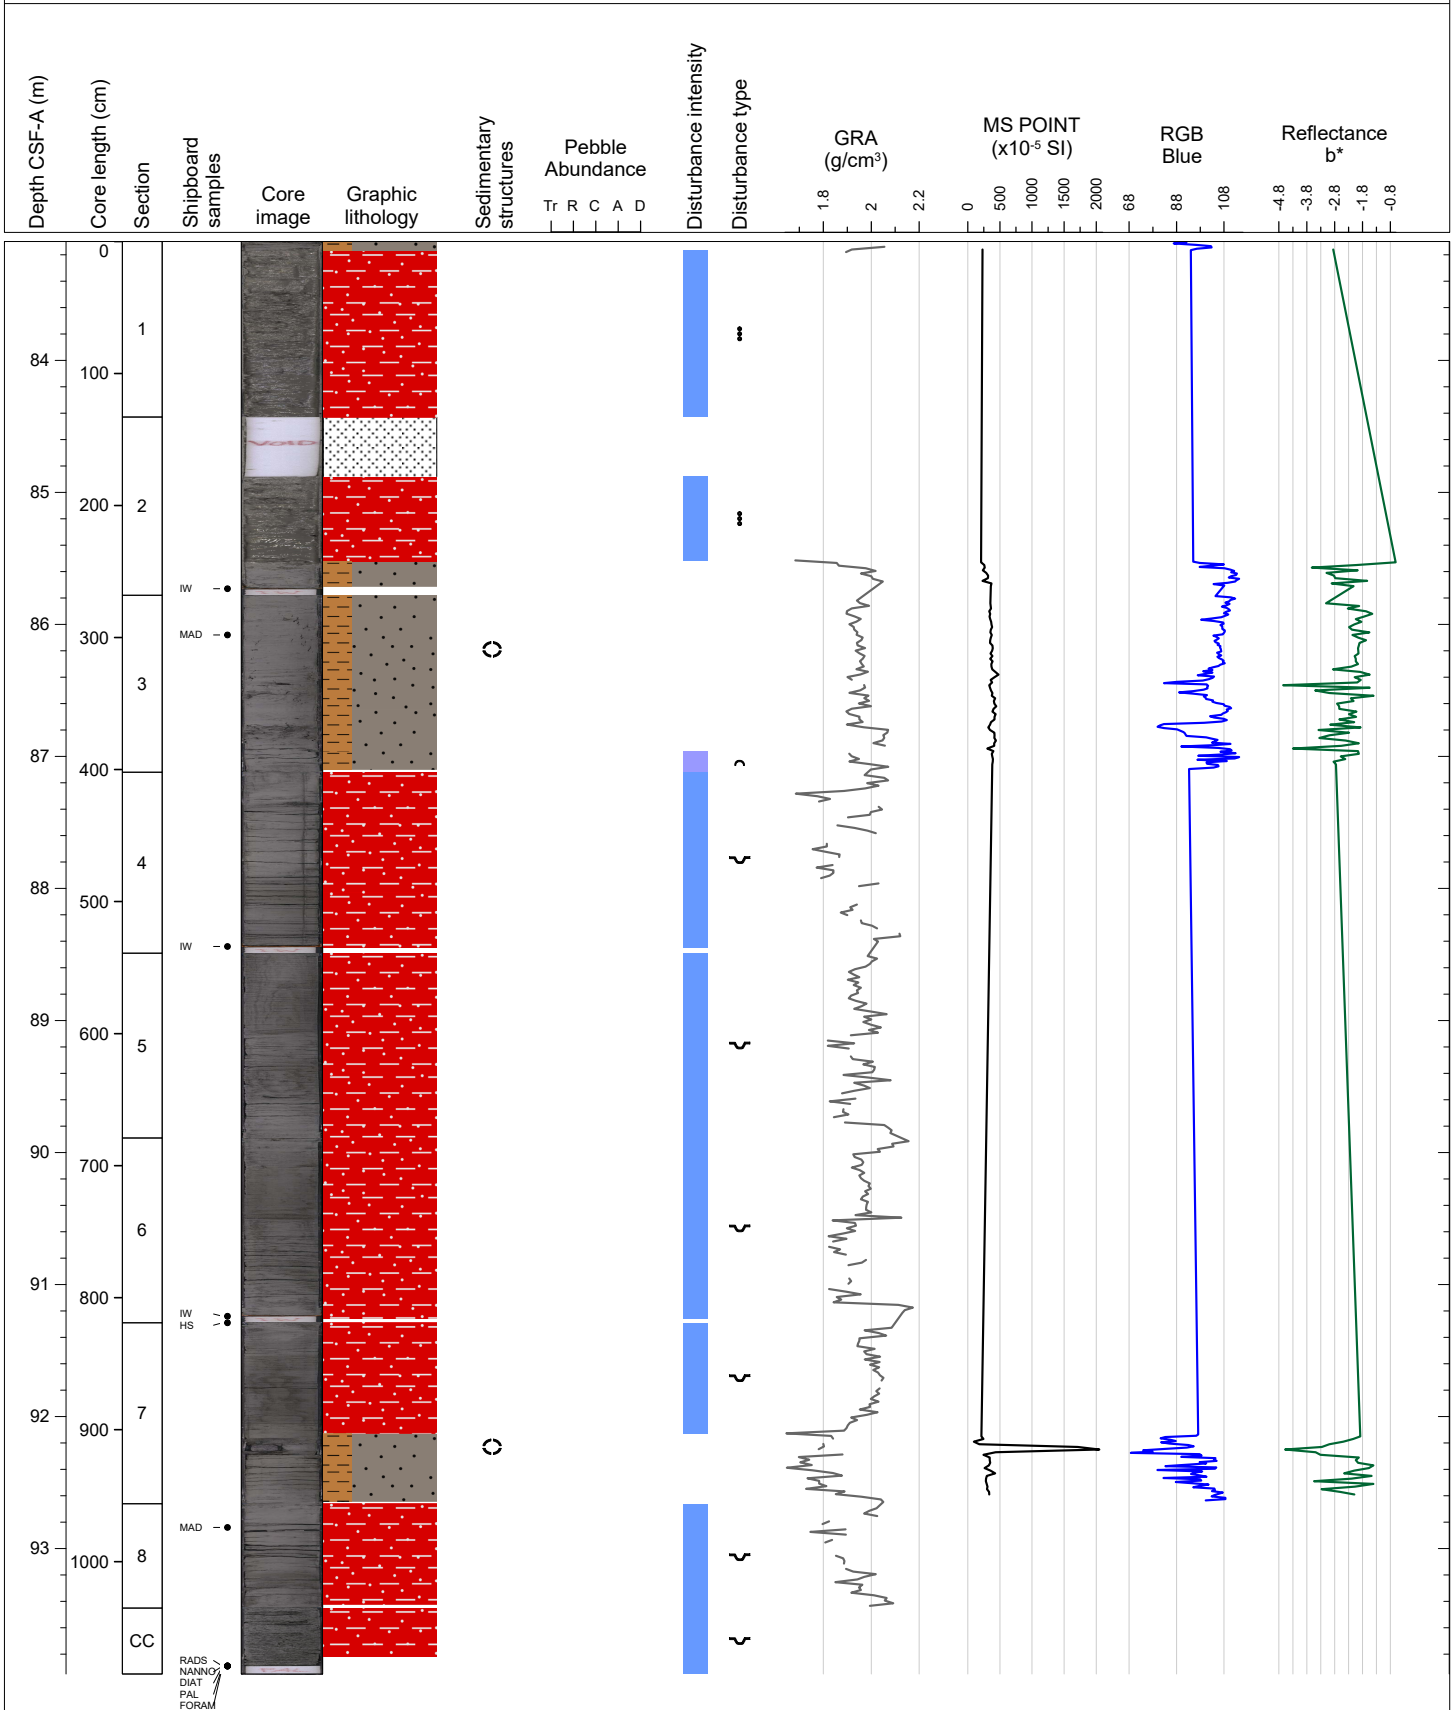 Depth CSF-A (m)
Core length (cm)
Section
Shipboard
samples
Core
image
Graphic
lithology
Sedimentary
structures
Pebble
Abundance
Tr R C A D
Disturbance intensity
Disturbance type
GRA
(g/cm³)
1.8 2 2.2
MS POINT
(x10⁻⁵ SI)
0 500 1000 1500 2000
RGB
Blue
68 88 108
Reflectance
b*
-4.8 -3.8 -2.8 -1.8 -0.8
0
1
84
100
VOID
85
200
2
IW
86
300
MAD
3
87
400
4
88
500
IW
89
600
5
90
700
6
91
800
IW
HS
7
92
900
MAD
93
1000
8
CC
RADS
NANNO
DIAT
PAL
FORAM
PAL